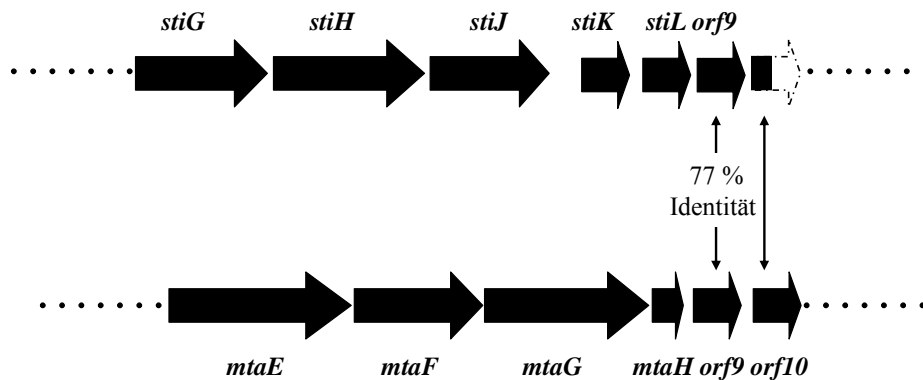 stiG stiH stiJ stiK stiL orf9
77 %
Identität
mtaE mtaF mtaG mtaH orf9 orf10